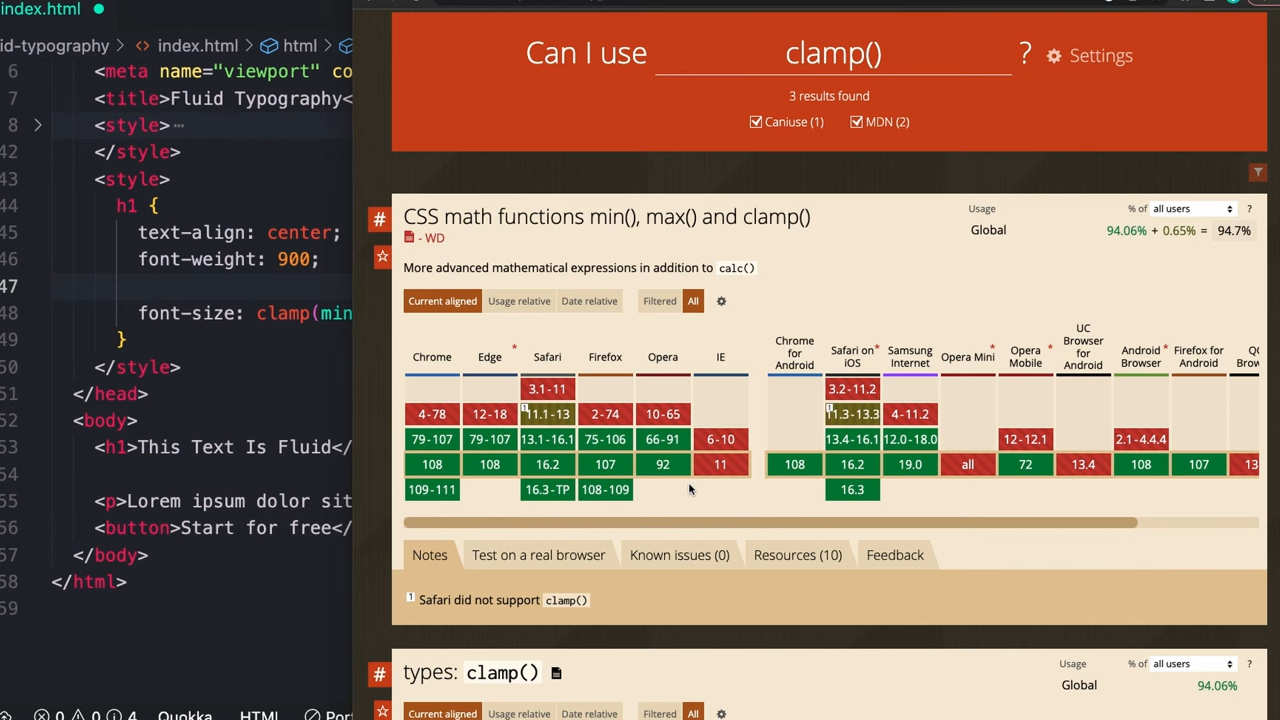 index.html
id-typography > <> index.html > html >
6 <meta name="viewport" co
7 <title>Fluid Typography<
8 > <style> ⋯
42 </style>
43 <style>
44 h1 {
45 text-align: center;
46 font-weight: 900;
47
48 font-size: clamp(min
49 }
50 </style>
51 </head>
52 <body>
53 <h1>This Text Is Fluid</
54
55 <p>Lorem ipsum dolor sit
56 <button>Start for free</
57 </body>
58 </html>
59
0 0 4 Quokka HTML Port
Can I use clamp() ? Settings
3 results found
Caniuse (1) MDN (2)
# CSS math functions min(), max() and clamp()
- WD
Usage % of all users ?
Global 94.06% + 0.65% = 94.7%
More advanced mathematical expressions in addition to calc()
Current aligned Usage relative Date relative Filtered All
Chrome Edge * Safari Firefox Opera IE Chrome for Android Safari on iOS * Samsung Internet Opera Mini * Opera Mobile * UC Browser for Android Android Browser * Firefox for Android QQ Brow
3.1-11 3.2-11.2
4-78 12-18 1 11.1-13 2-74 10-65 1 11.3-13.3 4-11.2
79-107 79-107 13.1-16.1 75-106 66-91 6-10 13.4-16.1 12.0-18.0 12-12.1 2.1-4.4.4
108 108 16.2 107 92 11 108 16.2 19.0 all 72 13.4 108 107 13
109-111 16.3-TP 108-109 16.3
Notes Test on a real browser Known issues (0) Resources (10) Feedback
1 Safari did not support clamp()
# types: clamp()
Usage % of all users ?
Global 94.06%
Current aligned Usage relative Date relative Filtered All